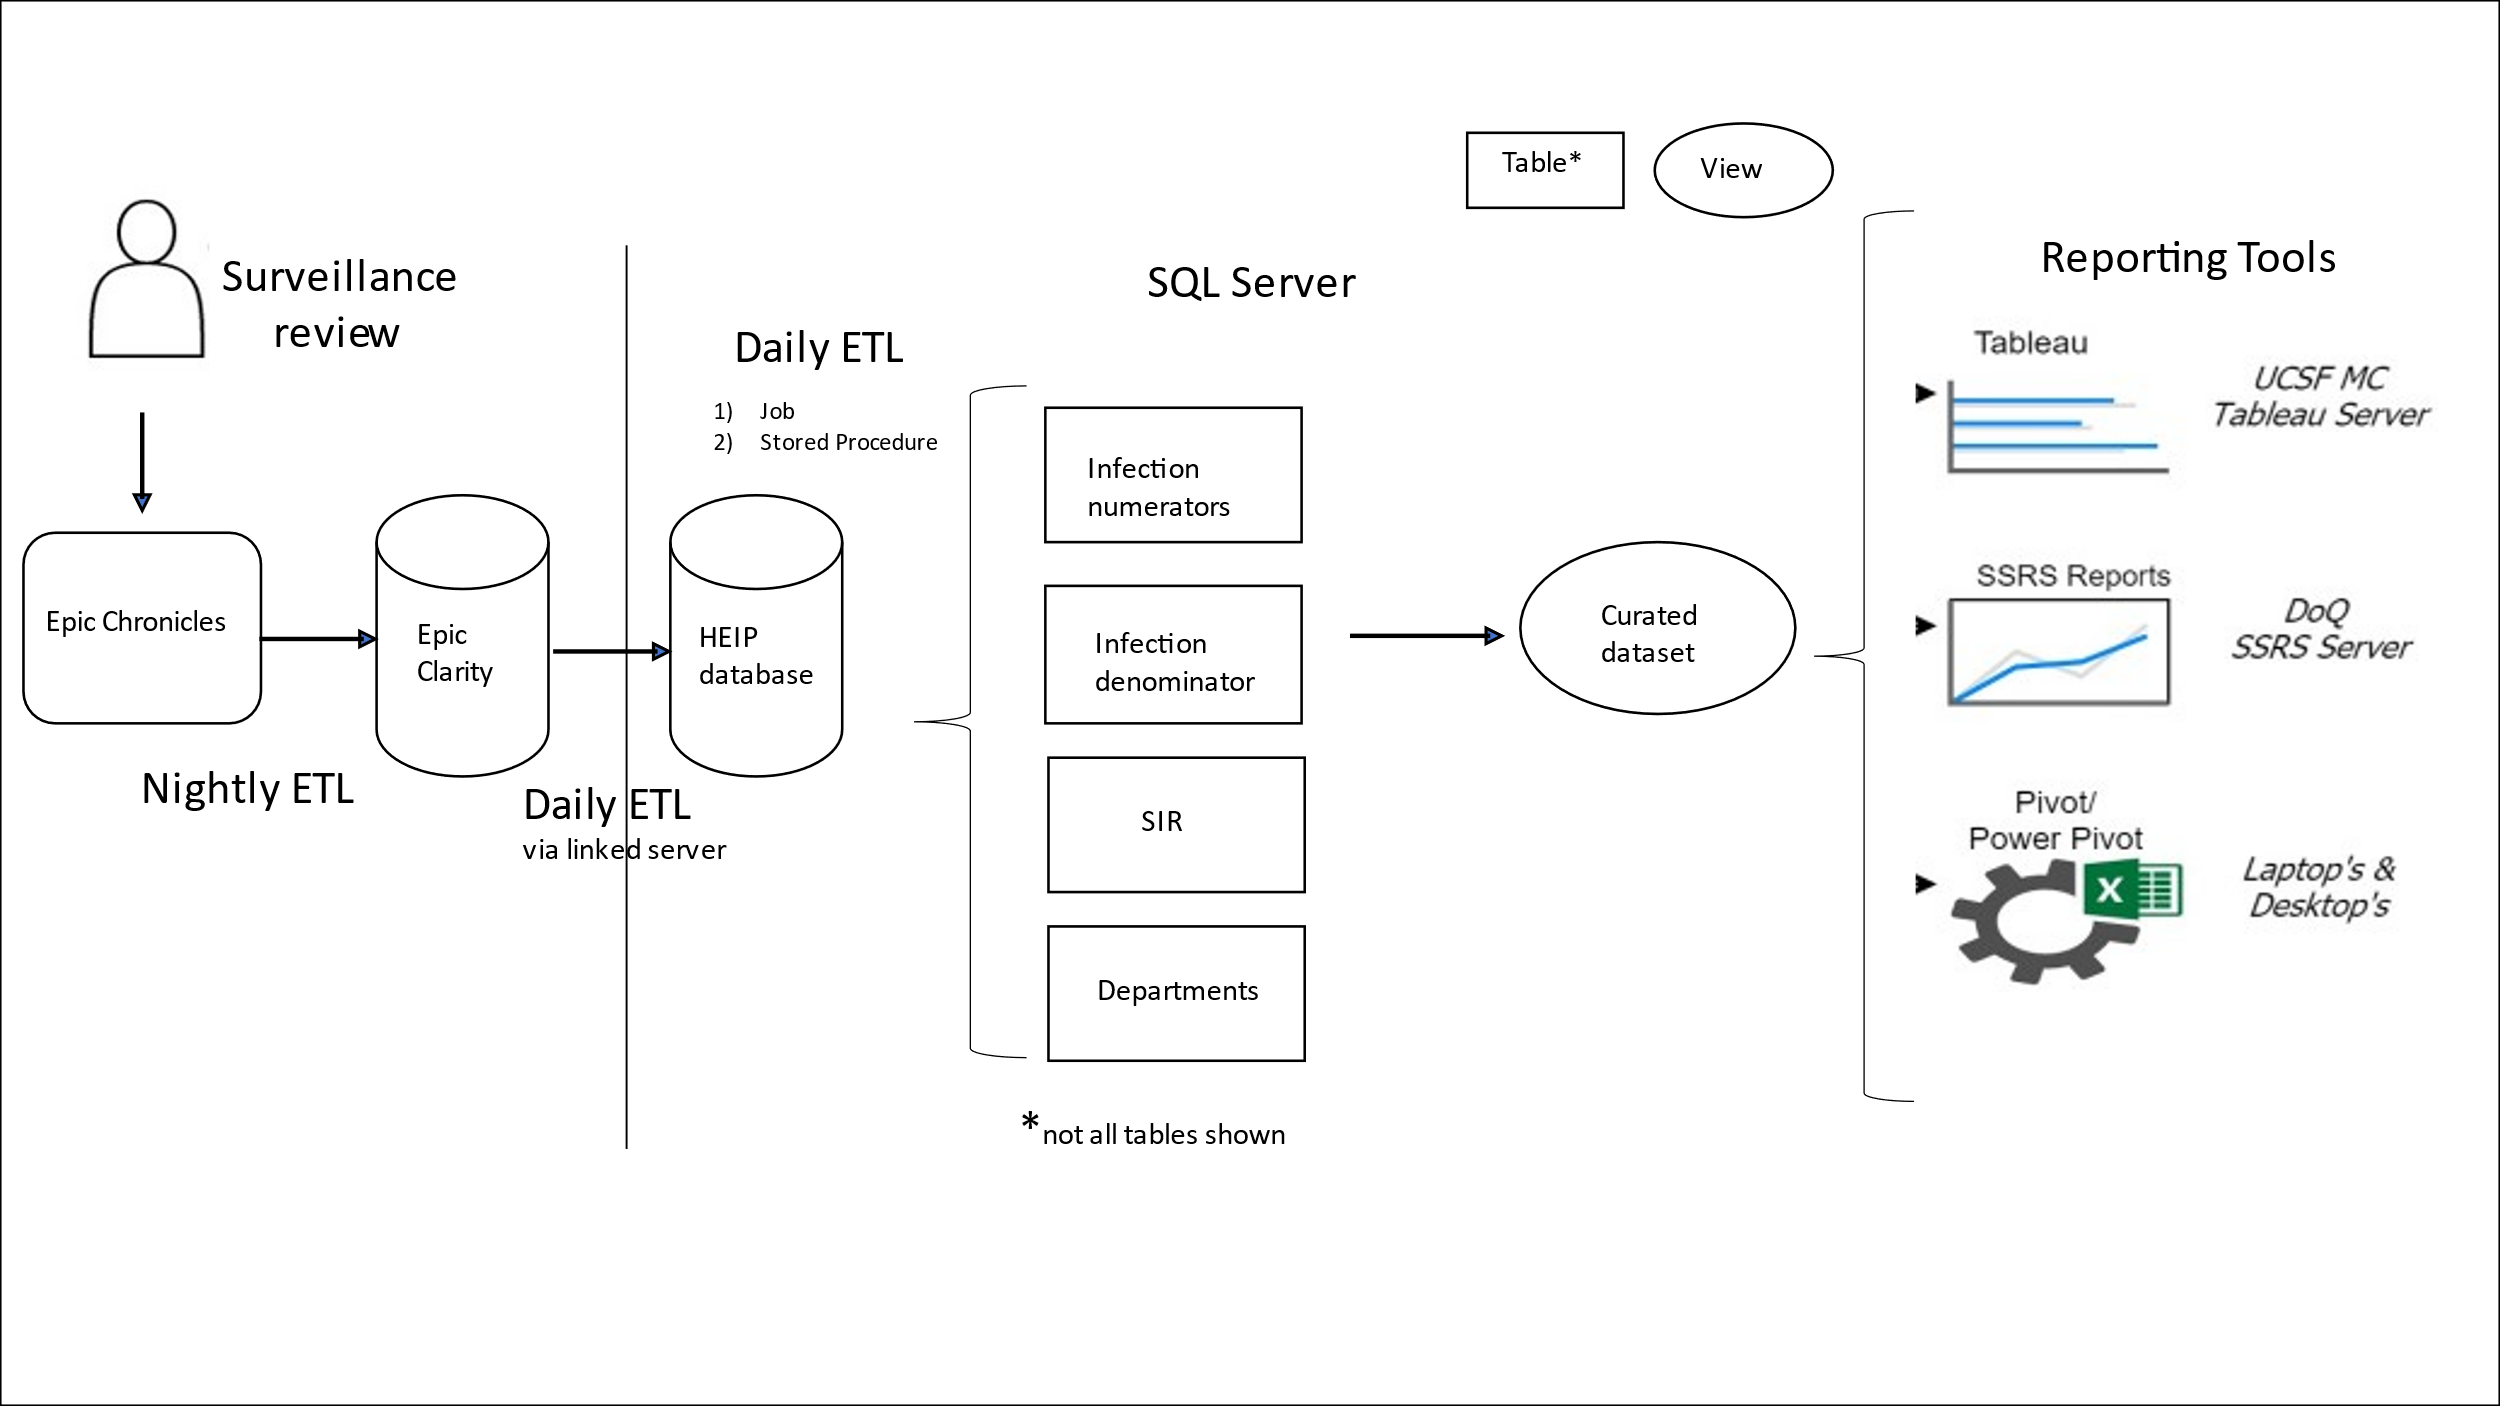 Table*
View
Surveillance
review
SQL Server
Reporting Tools
Daily ETL
1) Job
2) Stored Procedure
Epic Chronicles
Epic
Clarity
HEIP
database
Nightly ETL
Daily ETL
via linked server
Infection
numerators
Infection
denominator
SIR
Departments
*not all tables shown
Curated
dataset
Tableau
UCSF MC
Tableau Server
SSRS Reports
DoQ
SSRS Server
Pivot/
Power Pivot
X
Laptop's &
Desktop's